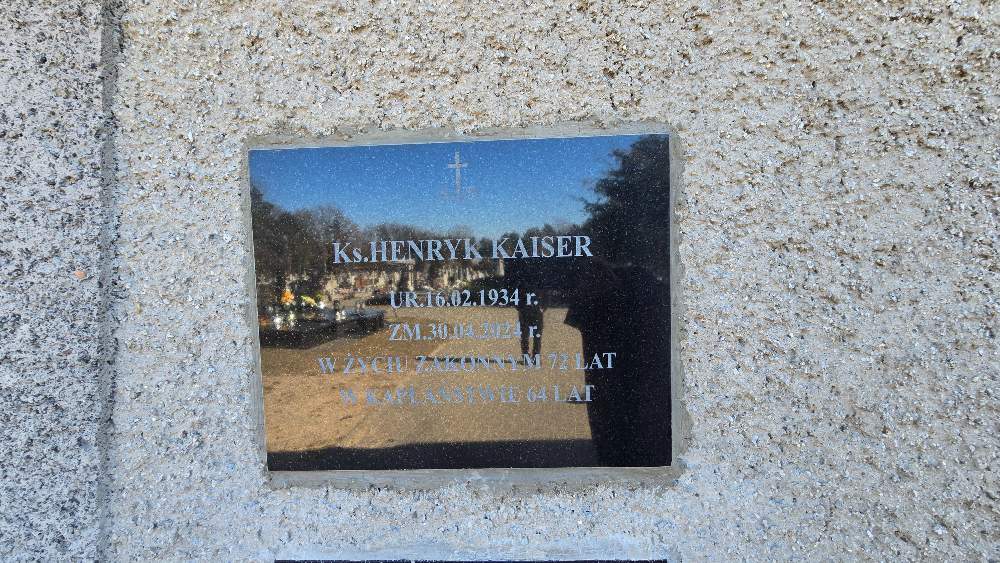 Ks.HENRYK KAISER
UR.16.02.1934 r.
ZM.30.04.2024 r.
W ŻYCIU ZAKONNYM 72 LAT
W KAPŁAŃSTWIE 64 LAT